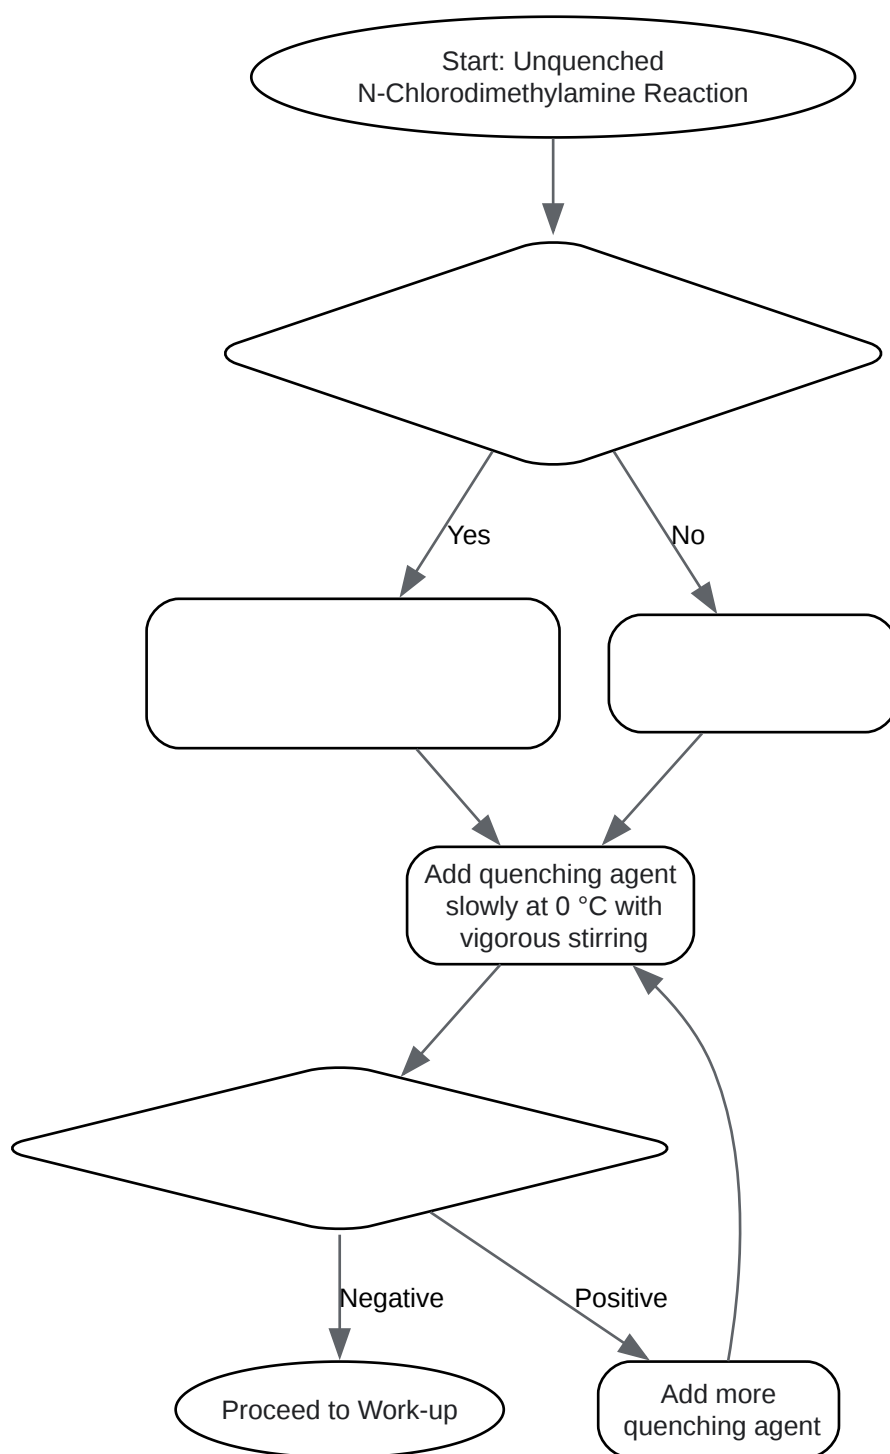 Start: Unquenched
N-Chlorodimethylamine Reaction
Yes
No
Add quenching agent
slowly at 0 °C with
vigorous stirring
Negative
Positive
Proceed to Work-up
Add more
quenching agent